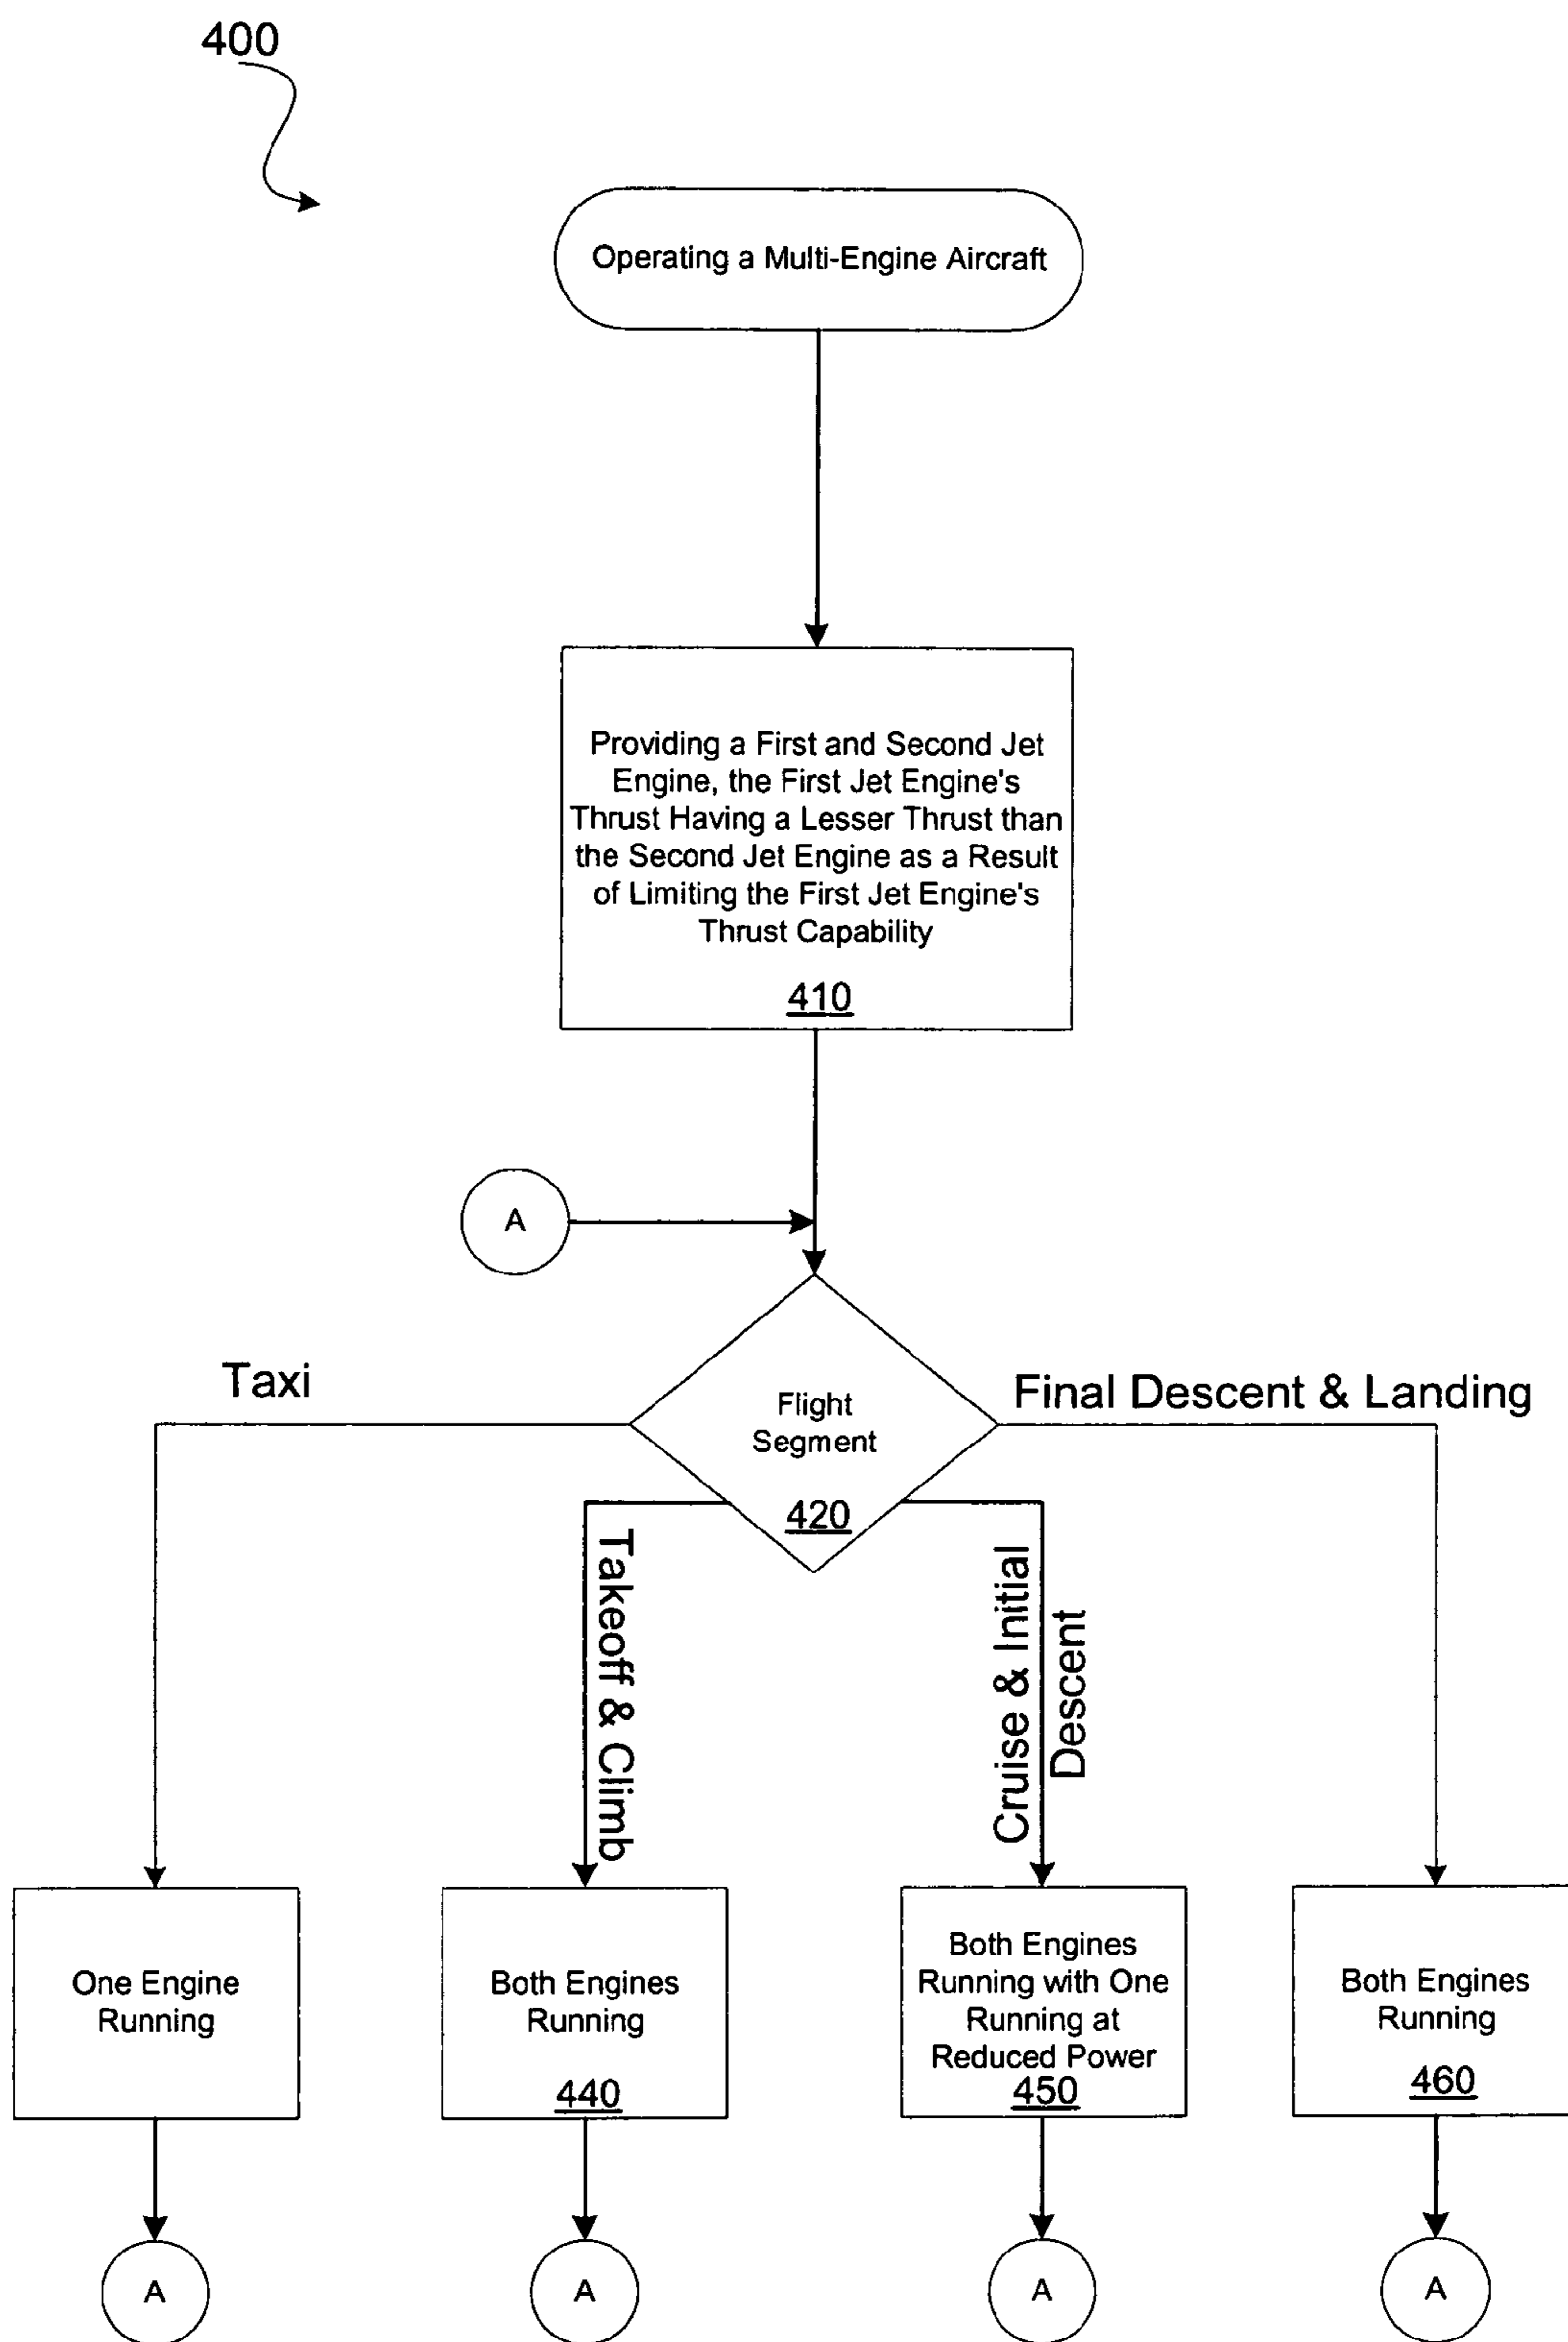 400
Operating a Multi-Engine Aircraft
Providing a First and Second Jet
Engine, the First Jet Engine's
Thrust Having a Lesser Thrust than
the Second Jet Engine as a Result
of Limiting the First Jet Engine's
Thrust Capability
410
A
Taxi
Final Descent & Landing
Flight
Segment
420
Takeoff & Climb
Cruise & Initial
Descent
One Engine
Running
Both Engines
Running
440
Both Engines
Running with One
Running at
Reduced Power
450
Both Engines
Running
460
A
A
A
A